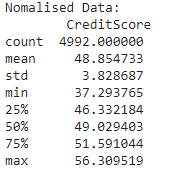 Nomalised Data:
CreditScore
count 4992.000000
mean 48.854733
std 3.828687
min 37.293765
25% 46.332184
50% 49.029403
75% 51.591044
max 56.309519